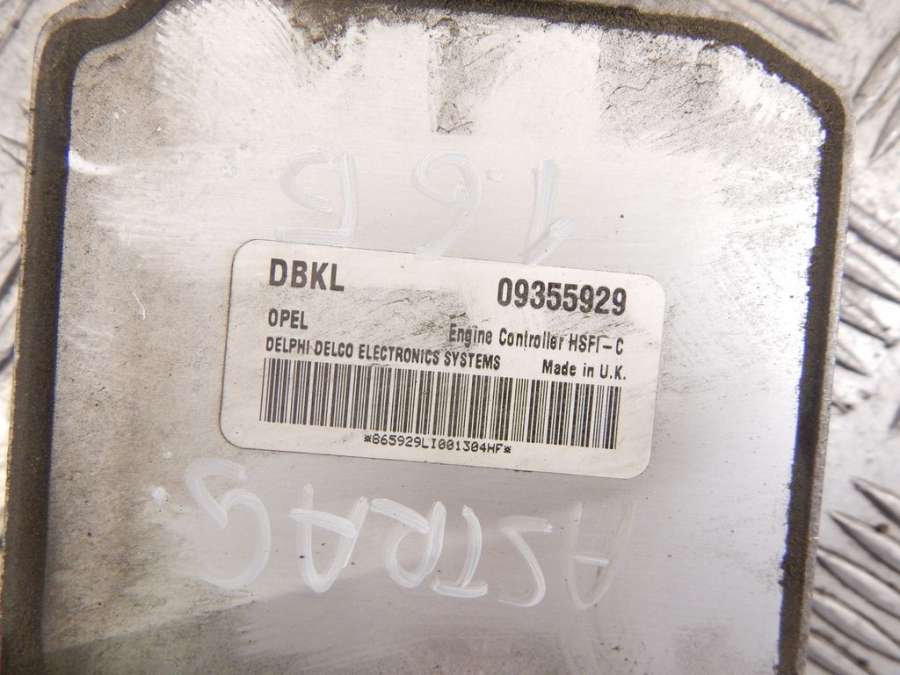 1.6 B
DBKL 09355929
OPEL Engine Controller HSFI-C
DELPHI DELCO ELECTRONICS SYSTEMS Made in U.K.
*865929LI001304HF*
ASTRA G